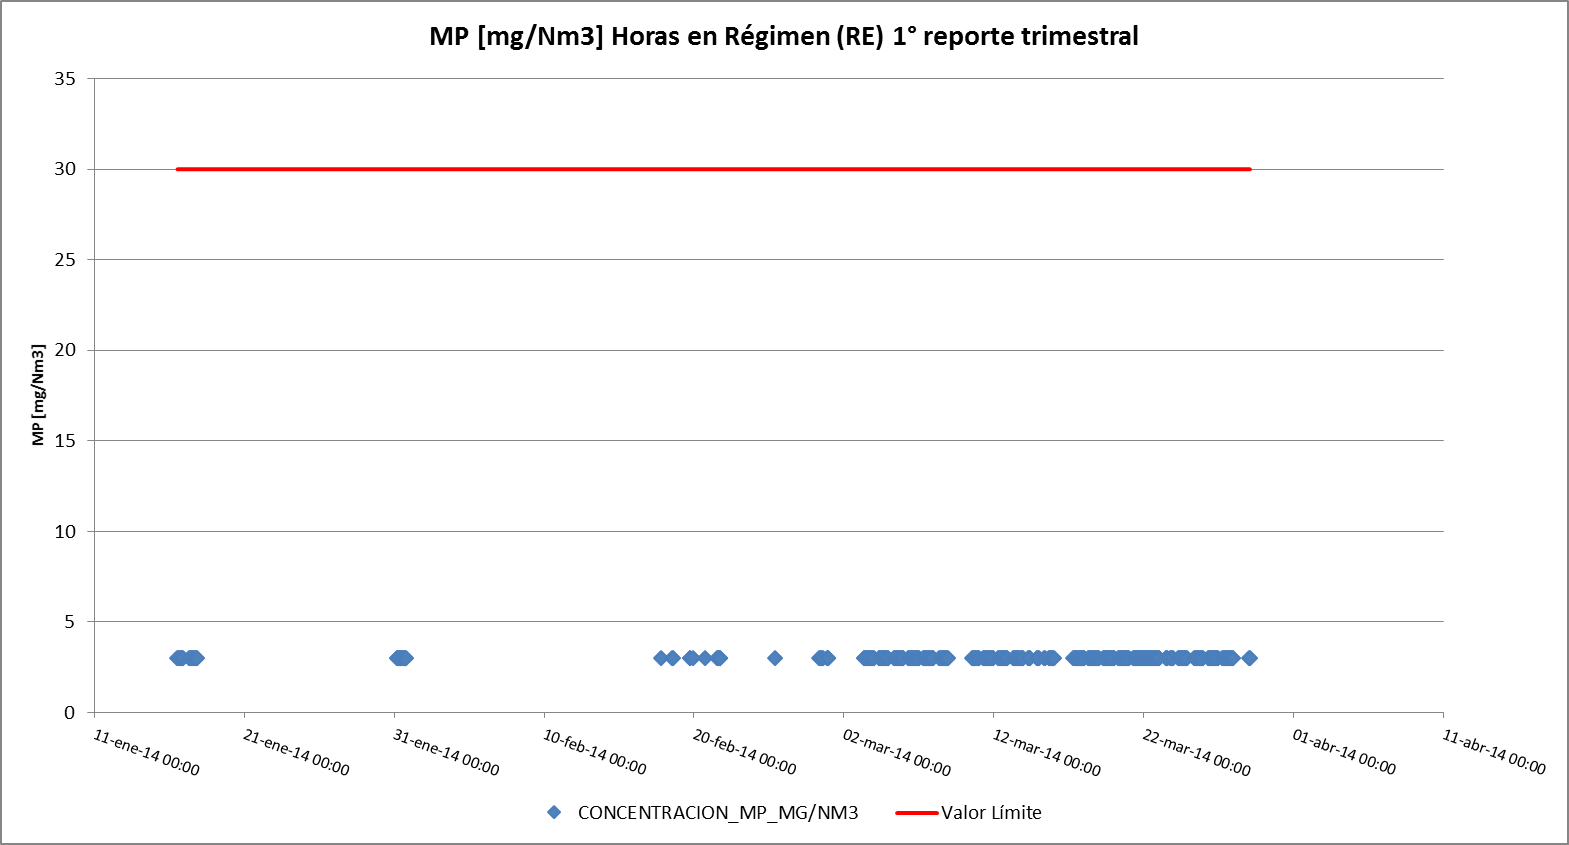 MP [mg/Nm3] Horas en Régimen (RE) 1° reporte trimestral
35
30
25
20
15
10
5
0
MP [mg/Nm3]
11-ene-14 00:00
21-ene-14 00:00
31-ene-14 00:00
10-feb-14 00:00
20-feb-14 00:00
02-mar-14 00:00
12-mar-14 00:00
22-mar-14 00:00
01-abr-14 00:00
11-abr-14 00:00
CONCENTRACION_MP_MG/NM3
Valor Límite